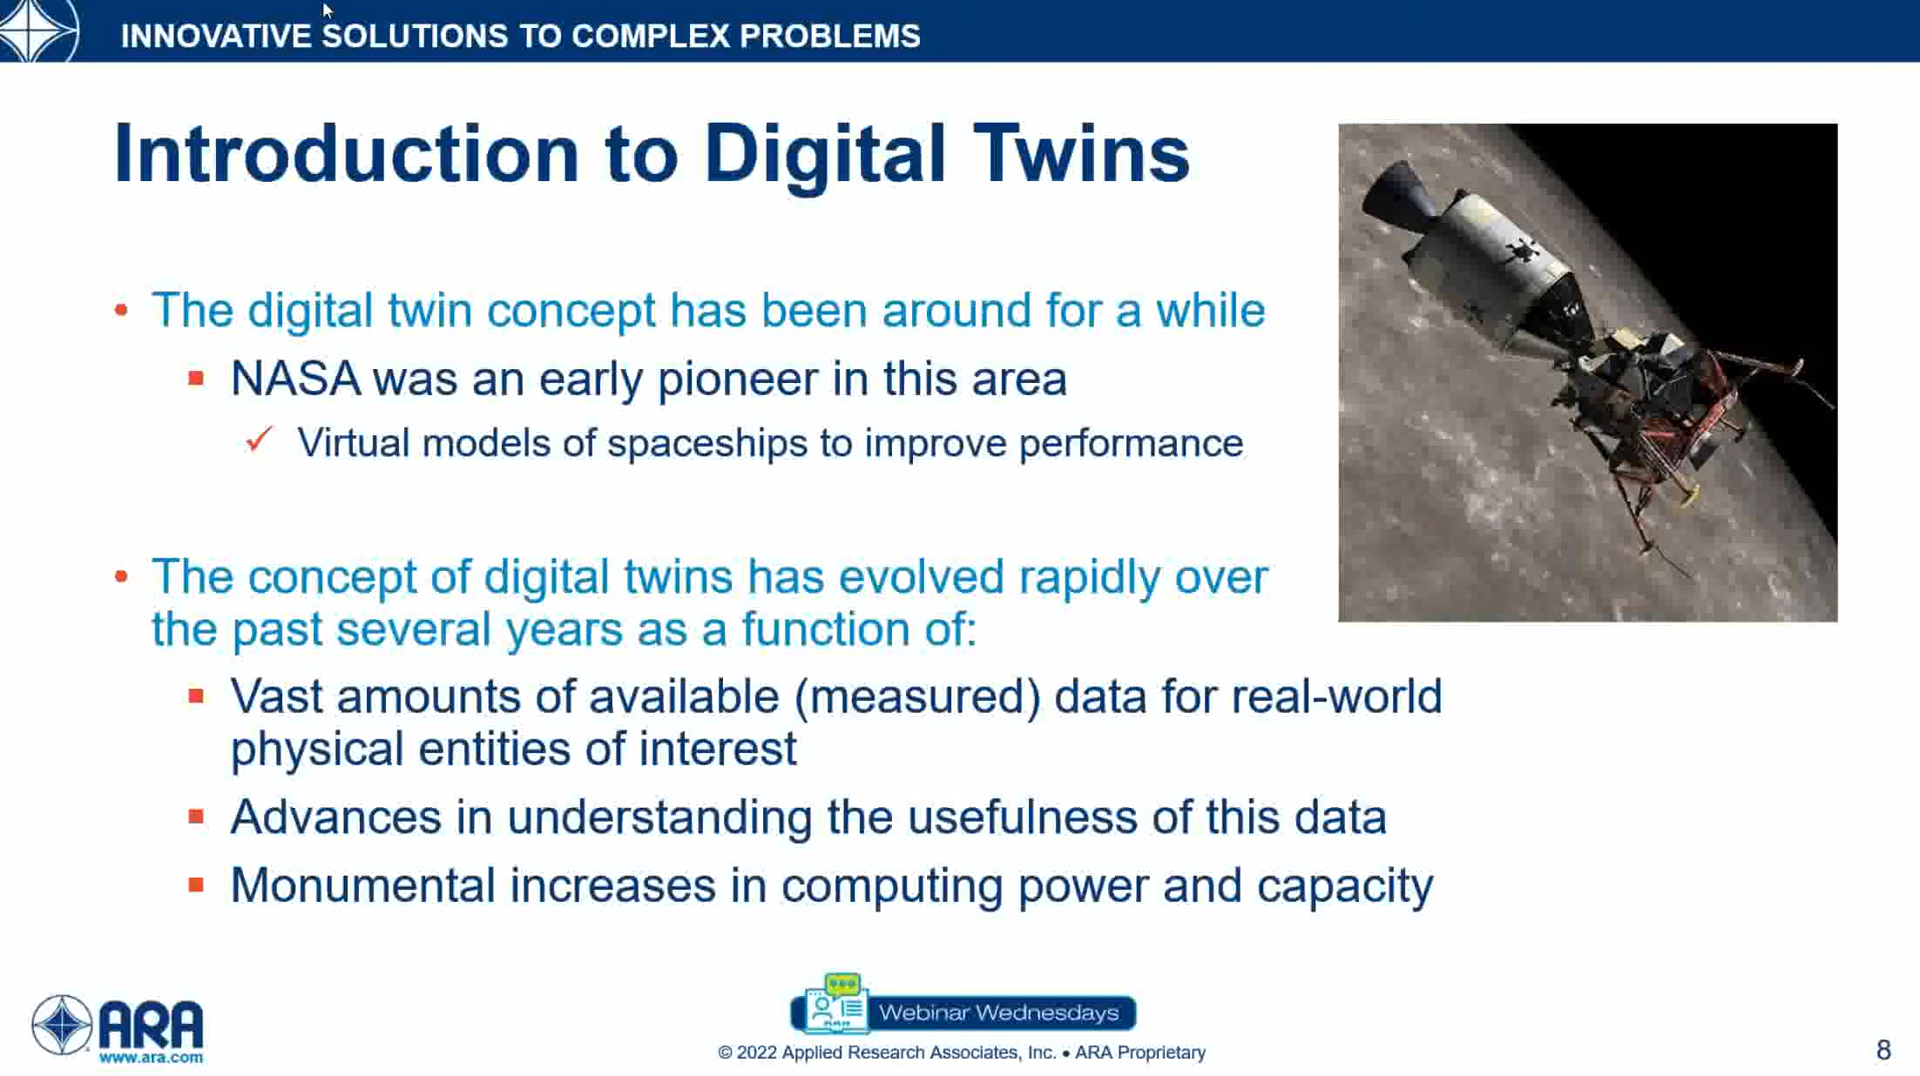 INNOVATIVE SOLUTIONS TO COMPLEX PROBLEMS
Introduction to Digital Twins
• The digital twin concept has been around for a while
▪ NASA was an early pioneer in this area
✓ Virtual models of spaceships to improve performance
• The concept of digital twins has evolved rapidly over
the past several years as a function of:
▪ Vast amounts of available (measured) data for real-world
physical entities of interest
▪ Advances in understanding the usefulness of this data
▪ Monumental increases in computing power and capacity
ARA
www.ara.com
Webinar Wednesdays
© 2022 Applied Research Associates, Inc. • ARA Proprietary
8